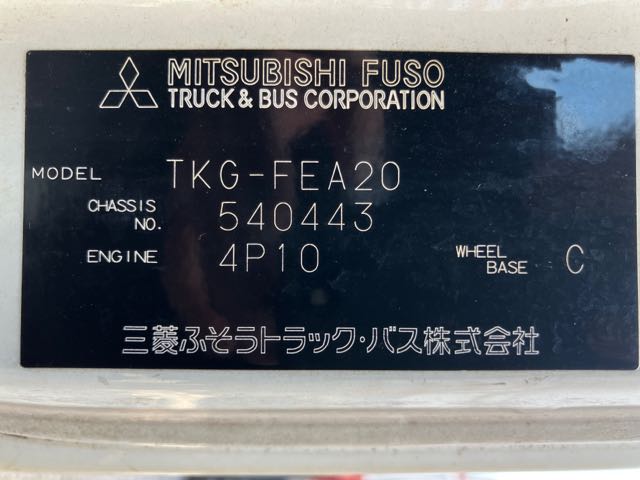 MITSUBISHI FUSO
TRUCK & BUS CORPORATION
MODEL TKG-FEA20
CHASSIS NO. 540443
ENGINE 4P10 WHEEL BASE C
三菱ふそうトラック・バス株式会社